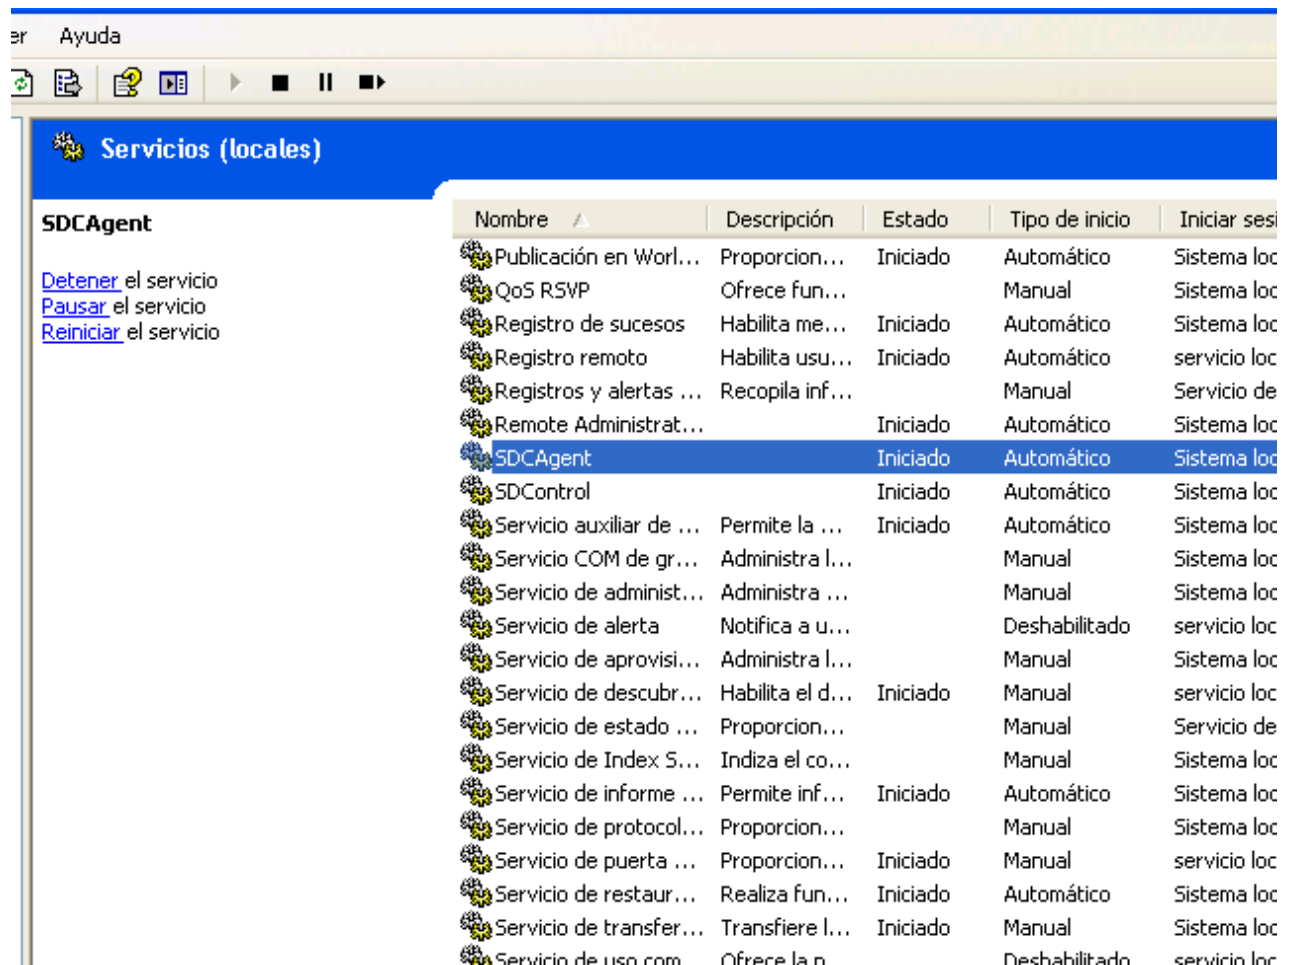 er Ayuda
Servicios (locales)
SDCAgent
Detener el servicio
Pausar el servicio
Reiniciar el servicio
Nombre Descripción Estado Tipo de inicio Iniciar sesi
Publicación en Worl... Proporcion... Iniciado Automático Sistema loc
QoS RSVP Ofrece fun... Manual Sistema loc
Registro de sucesos Habilita me... Iniciado Automático Sistema loc
Registro remoto Habilita usu... Iniciado Automático servicio loc
Registros y alertas ... Recopila inf... Manual Servicio de
Remote Administrat... Iniciado Automático Sistema loc
SDCAgent Iniciado Automático Sistema loc
SDControl Iniciado Automático Sistema loc
Servicio auxiliar de ... Permite la ... Iniciado Automático Sistema loc
Servicio COM de gr... Administra l... Manual Sistema loc
Servicio de administ... Administra ... Manual Sistema loc
Servicio de alerta Notifica a u... Deshabilitado servicio loc
Servicio de aprovisi... Administra l... Manual Sistema loc
Servicio de descubr... Habilita el d... Iniciado Manual servicio loc
Servicio de estado ... Proporcion... Manual Servicio de
Servicio de Index S... Indiza el co... Manual Sistema loc
Servicio de informe ... Permite inf... Iniciado Automático Sistema loc
Servicio de protocol... Proporcion... Manual Sistema loc
Servicio de puerta ... Proporcion... Iniciado Manual servicio loc
Servicio de restaur... Realiza fun... Iniciado Automático Sistema loc
Servicio de transfer... Transfiere l... Iniciado Manual Sistema loc
Servicio de uso com Ofrece la p Deshabilitado servicio loc